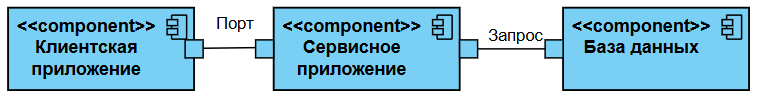 <<component>>
Клиентская
приложение
Порт
<<component>>
Сервисное
приложение
Запрос
<<component>>
База данных